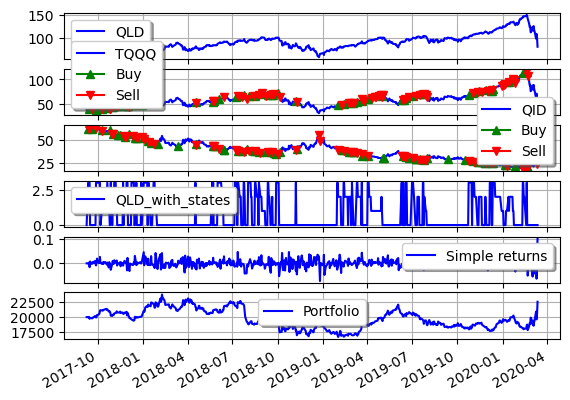 150
100
QLD
TQQQ
Buy
Sell
100
50
QID
Buy
Sell
50
25
2.5
0.0
QLD_with_states
0.1
0.0
Simple returns
22500
20000
17500
Portfolio
2017-10
2018-01
2018-04
2018-07
2018-10
2019-01
2019-04
2019-07
2019-10
2020-01
2020-04